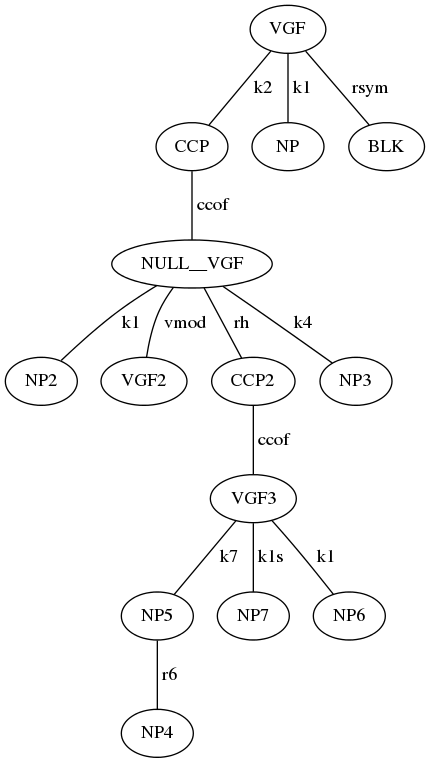 VGF
k2 k1 rsym
CCP NP BLK
ccof
NULL__VGF
k1 vmod rh k4
NP2 VGF2 CCP2 NP3
ccof
VGF3
k7 k1s k1
NP5 NP7 NP6
r6
NP4